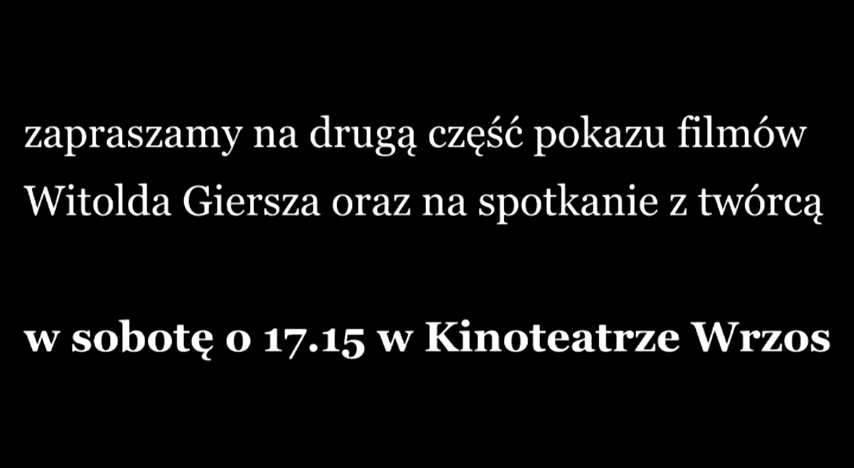 zapraszamy na drugą część pokazu filmów
Witolda Giersza oraz na spotkanie z twórcą
w sobotę o 17.15 w Kinoteatrze Wrzos